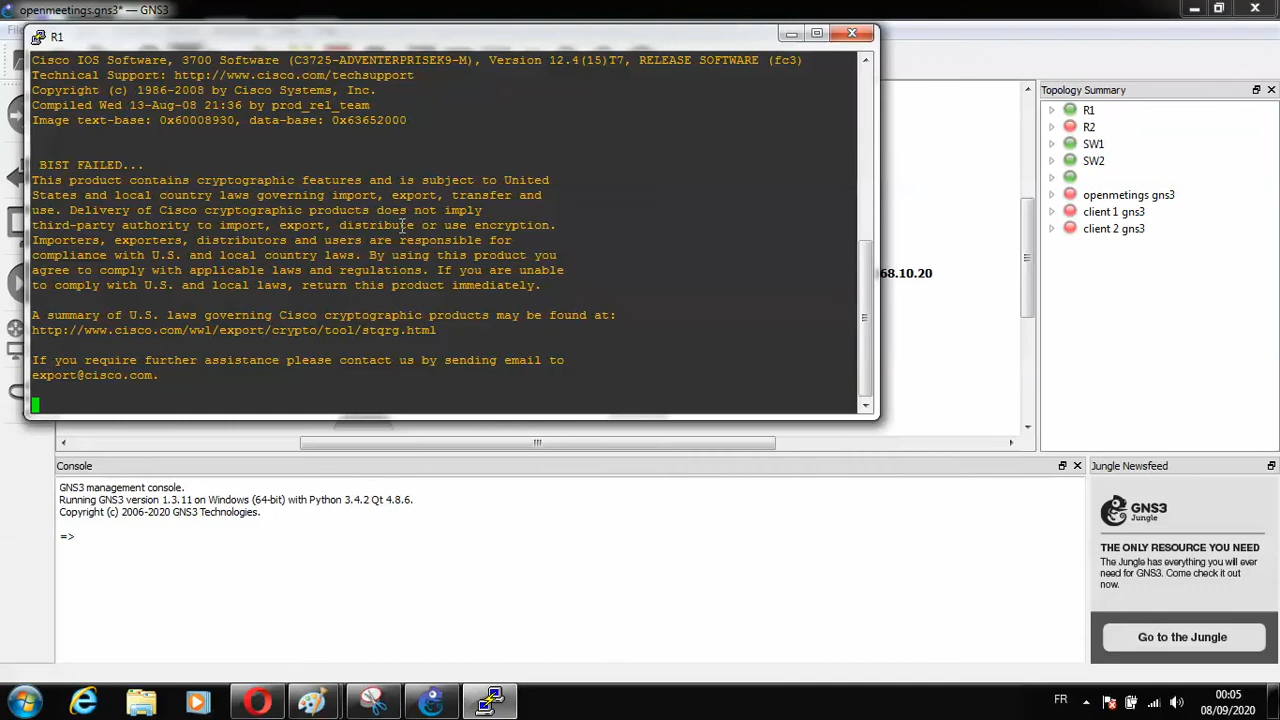 openmeetings.gns3* — GNS3
R1
Cisco IOS Software, 3700 Software (C3725-ADVENTERPRISEK9-M), Version 12.4(15)T7, RELEASE SOFTWARE (fc3)
Technical Support: http://www.cisco.com/techsupport
Copyright (c) 1986-2008 by Cisco Systems, Inc.
Compiled Wed 13-Aug-08 21:36 by prod_rel_team
Image text-base: 0x60008930, data-base: 0x63652000
BIST FAILED...
This product contains cryptographic features and is subject to United
States and local country laws governing import, export, transfer and
use. Delivery of Cisco cryptographic products does not imply
third-party authority to import, export, distribute or use encryption.
Importers, exporters, distributors and users are responsible for
compliance with U.S. and local country laws. By using this product you
agree to comply with applicable laws and regulations. If you are unable
to comply with U.S. and local laws, return this product immediately.
A summary of U.S. laws governing Cisco cryptographic products may be found at:
http://www.cisco.com/wwl/export/crypto/tool/stqrg.html
If you require further assistance please contact us by sending email to
export@cisco.com.
68.10.20
Topology Summary
R1
R2
SW1
SW2
openmetings gns3
client 1 gns3
client 2 gns3
Console
GNS3 management console.
Running GNS3 version 1.3.11 on Windows (64-bit) with Python 3.4.2 Qt 4.8.6.
Copyright (c) 2006-2020 GNS3 Technologies.
=>
Jungle Newsfeed
GNS3
Jungle
THE ONLY RESOURCE YOU NEED
The Jungle has everything you will ever
need for GNS3. Come check it out
now.
Go to the Jungle
FR
00:05
08/09/2020